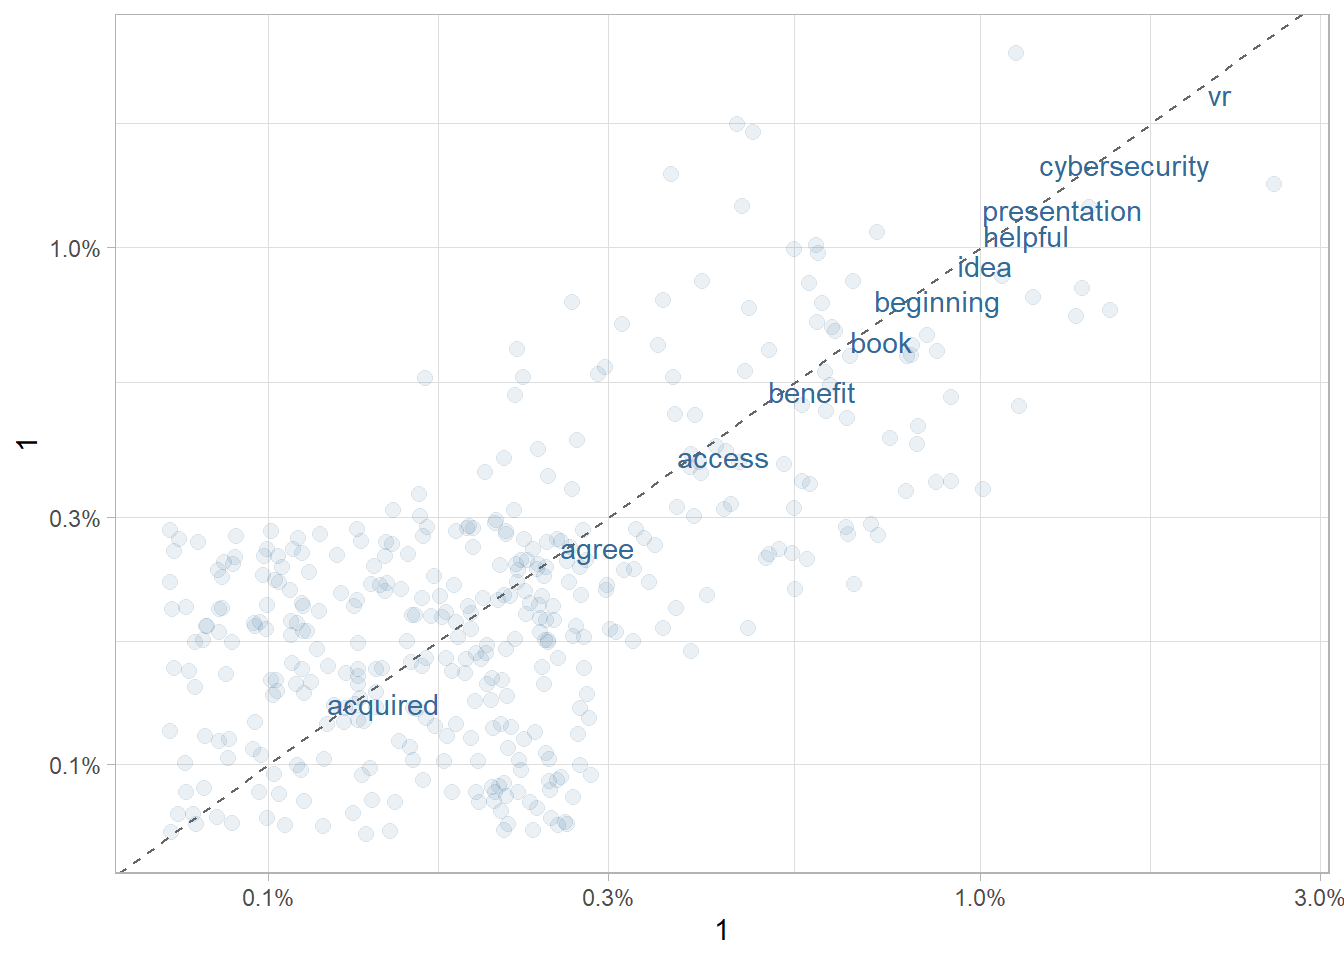 vr
cybersecurity
presentation
helpful
idea
beginning
book
benefit
access
agree
acquired
1.0%
0.3%
0.1%
1
0.1%
0.3%
1.0%
3.0%
1